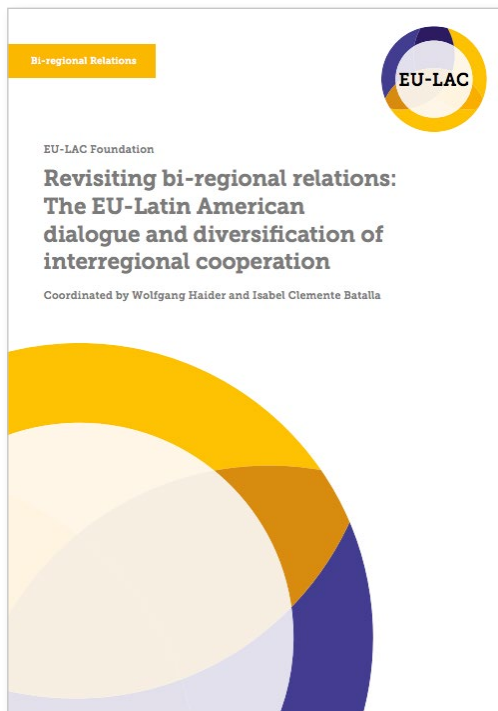 Bi-regional Relations
EU-LAC
EU-LAC Foundation
Revisiting bi-regional relations:
The EU-Latin American
dialogue and diversification of
interregional cooperation
Coordinated by Wolfgang Haider and Isabel Clemente Batalla